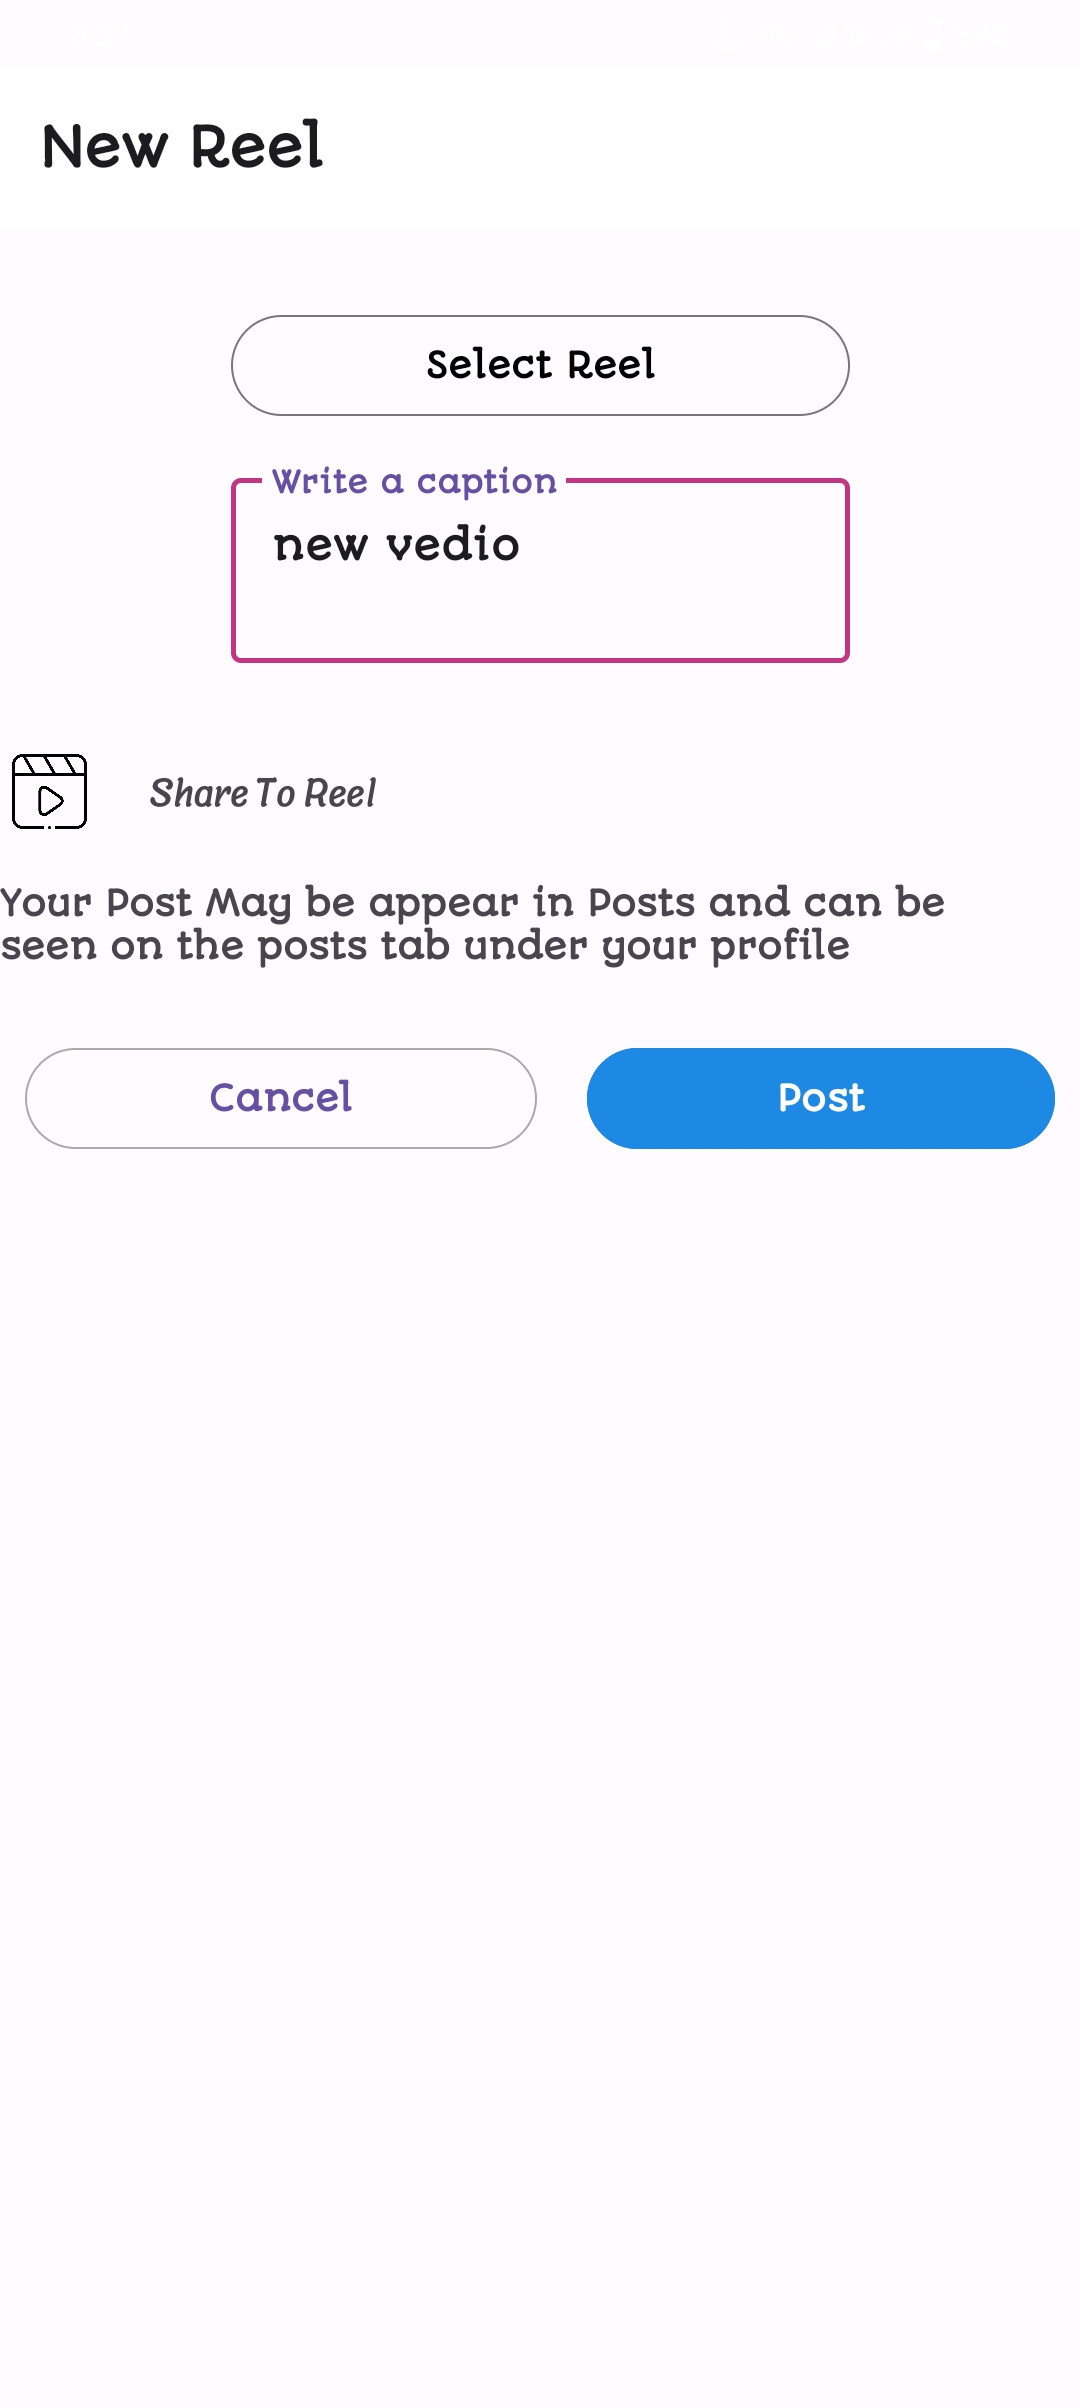 New Reel
Select Reel
Write a caption
new vedio
Share To Reel
Your Post May be appear in Posts and can be
seen on the posts tab under your profile
Cancel
Post